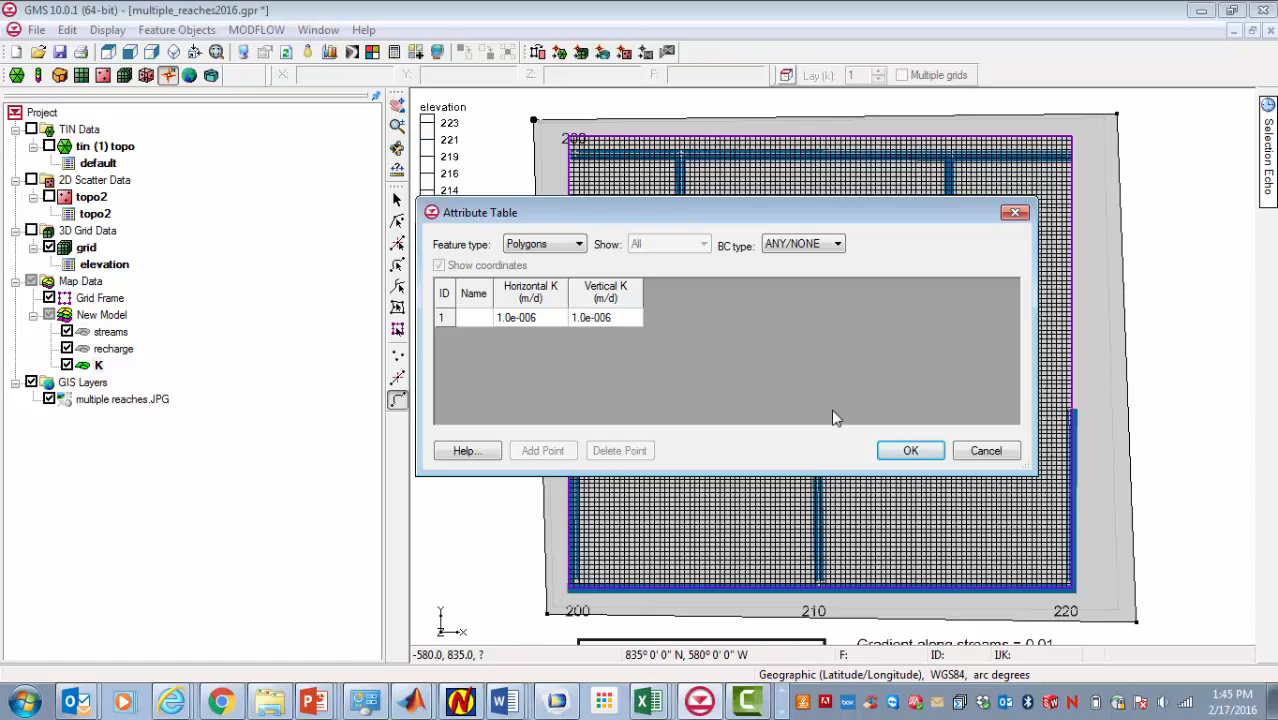 GMS 10.0.1 (64-bit) - [multiple_reaches2016.gpr *]
File Edit Display Feature Objects MODFLOW Window Help
X: Y: Z: F: Lay (k): 1 Multiple grids
Project
TIN Data
tin (1) topo
default
2D Scatter Data
topo2
topo2
3D Grid Data
grid
elevation
Map Data
Grid Frame
New Model
streams
recharge
K
GIS Layers
multiple reaches.JPG
elevation
223
221
219
216
214
200
Attribute Table
Feature type: Polygons Show: All BC type: ANY/NONE
Show coordinates
ID Name Horizontal K (m/d) Vertical K (m/d)
1 1.0e-006 1.0e-006
Help... Add Point Delete Point OK Cancel
200 210 220
Y
Z X
Gradient along streams = 0.01
Selection Echo
-580.0, 835.0, ? 835º 0' 0" N, 580º 0' 0" W F: ID: IJK:
Geographic (Latitude/Longitude), WGS84, arc degrees
1:45 PM
2/17/2016